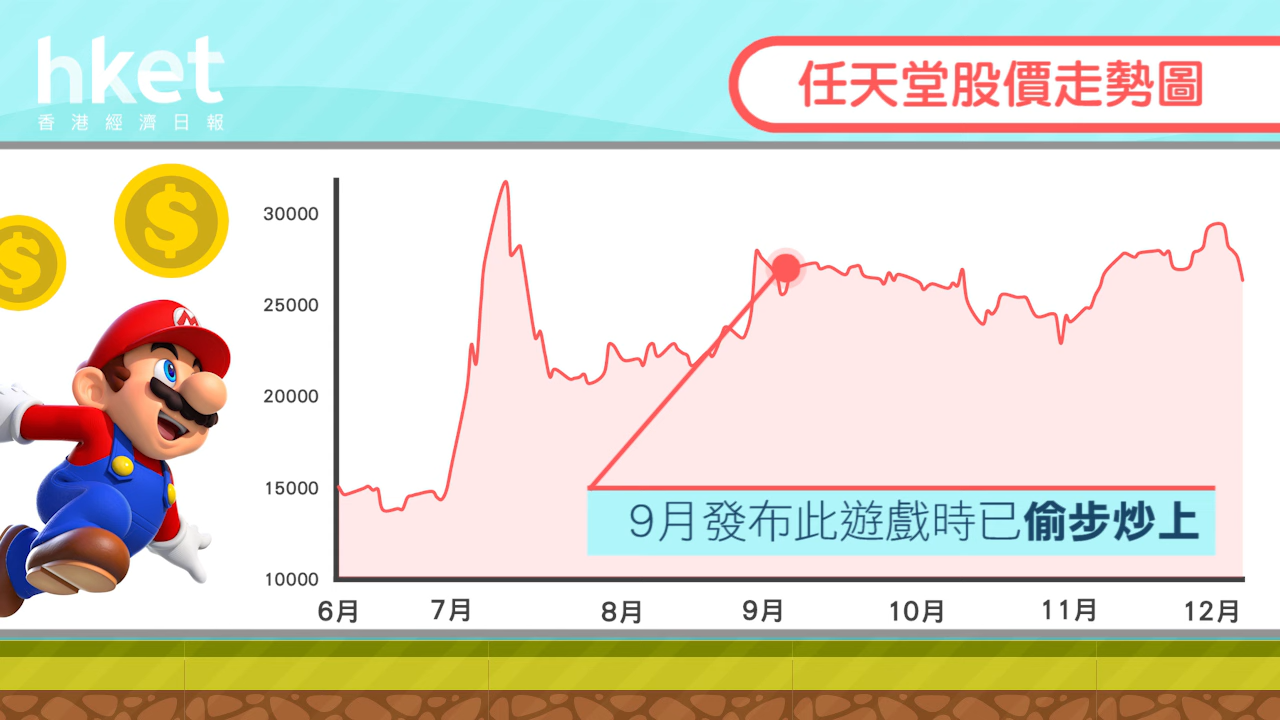 hket
香港經濟日報
任天堂股價走勢圖
30000
25000
20000
15000
10000
9月發布此遊戲時已偷步炒上
6月 7月 8月 9月 10月 11月 12月
$
$
M